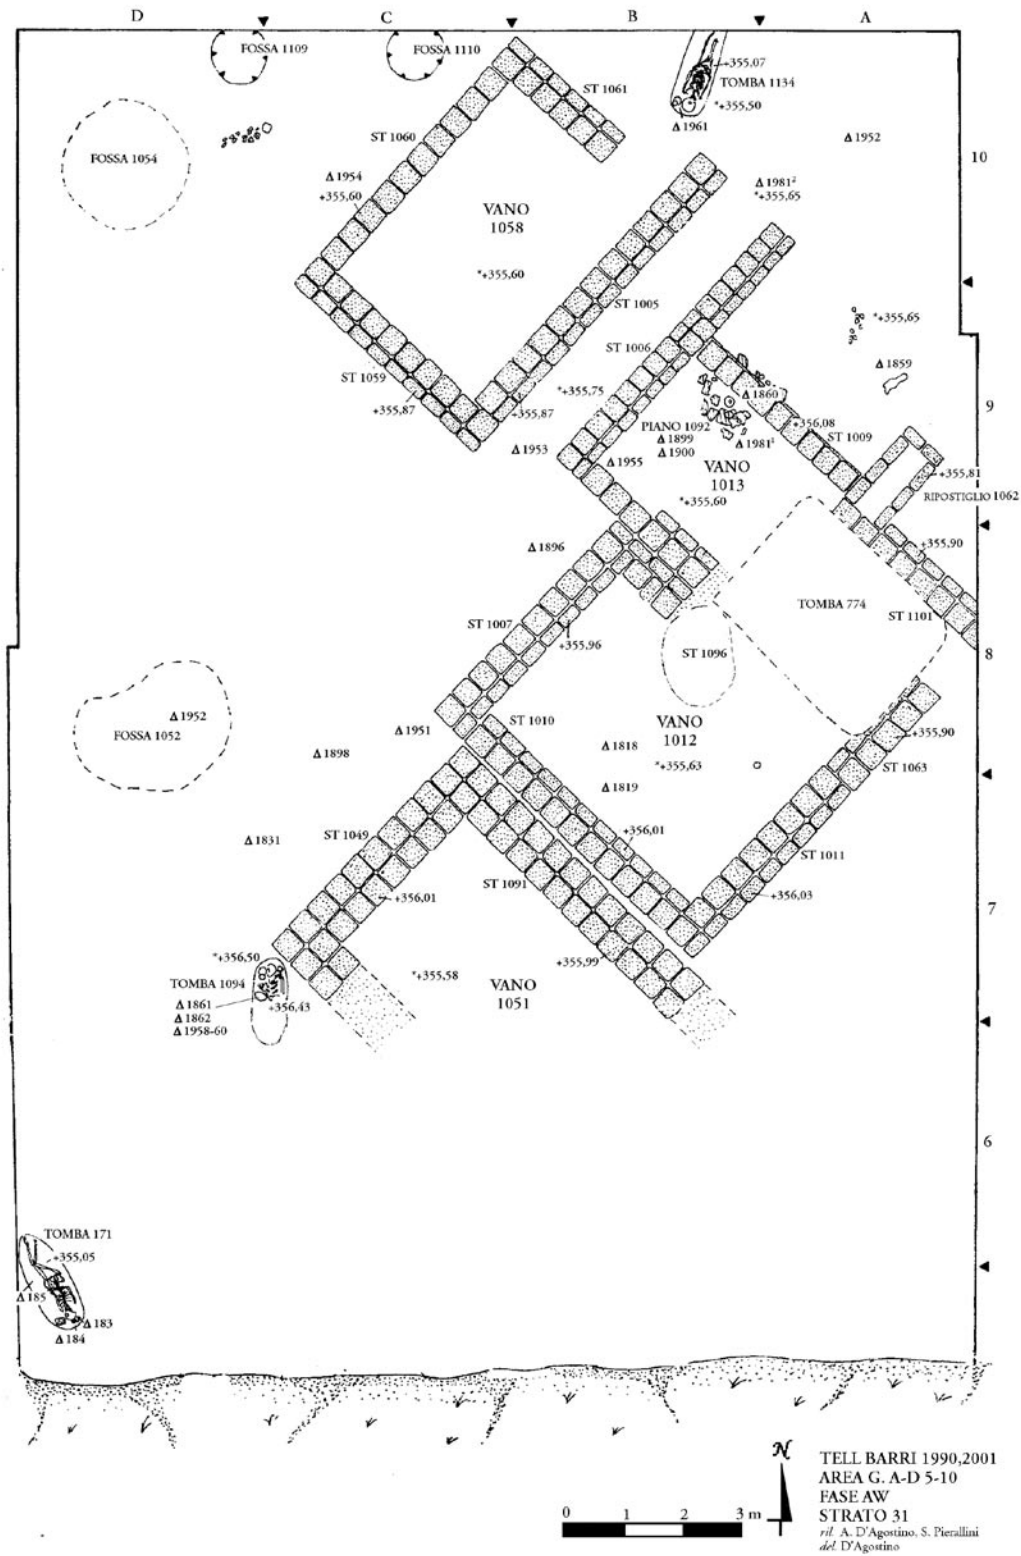 D C B A
FOSSA 1109
FOSSA 1110
+355,07
TOMBA 1134
*+355,50
ST 1061
Δ 1961
ST 1060
Δ 1952
FOSSA 1054
10
Δ 1954
+355,60
Δ 1981²
*+355,65
VANO
1058
*+355,60
ST 1005
*+355,65
ST 1006
ST 1059
Δ 1859
*+355,75
9
+355,87
+355,87
Δ 1860
PIANO 1092
+356,08
ST 1009
Δ 1899
Δ 1981¹
Δ 1953
Δ 1900
Δ 1955
VANO
1013
+355,81
RIPOSTIGLIO 1062
*+355,60
Δ 1896
+355,90
TOMBA 774
ST 1101
ST 1007
+355,96
ST 1096
8
Δ 1952
FOSSA 1052
Δ 1951
ST 1010
VANO
1012
+355,90
Δ 1898
Δ 1818
*+355,63
ST 1063
Δ 1819
Δ 1831
ST 1049
+356,01
ST 1011
ST 1091
+356,01
+356,03
7
*+356,50
+355,99
TOMBA 1094
*+355,58
VANO
1051
Δ 1861
+356,43
Δ 1862
Δ 1958-60
6
TOMBA 171
+355,05
Δ 185
Δ 183
Δ 184
N
TELL BARRI 1990,2001
AREA G. A-D 5-10
FASE AW
STRATO 31
ril. A. D'Agostino, S. Pierallini
del. D'Agostino
0 1 2 3 m